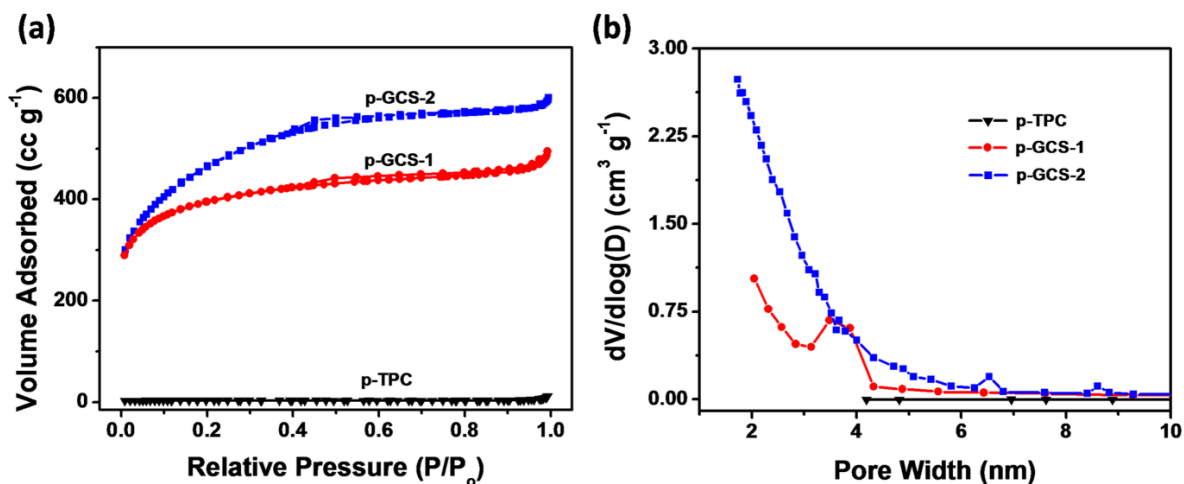 (a)
Volume Adsorbed (cc g⁻¹)
600
400
200
0
p-GCS-2
p-GCS-1
p-TPC
0.0 0.2 0.4 0.6 0.8 1.0
Relative Pressure (P/Pₒ)
(b)
dV/dlog(D) (cm³ g⁻¹)
3.00
2.25
1.50
0.75
0.00
p-TPC
p-GCS-1
p-GCS-2
2 4 6 8 10
Pore Width (nm)